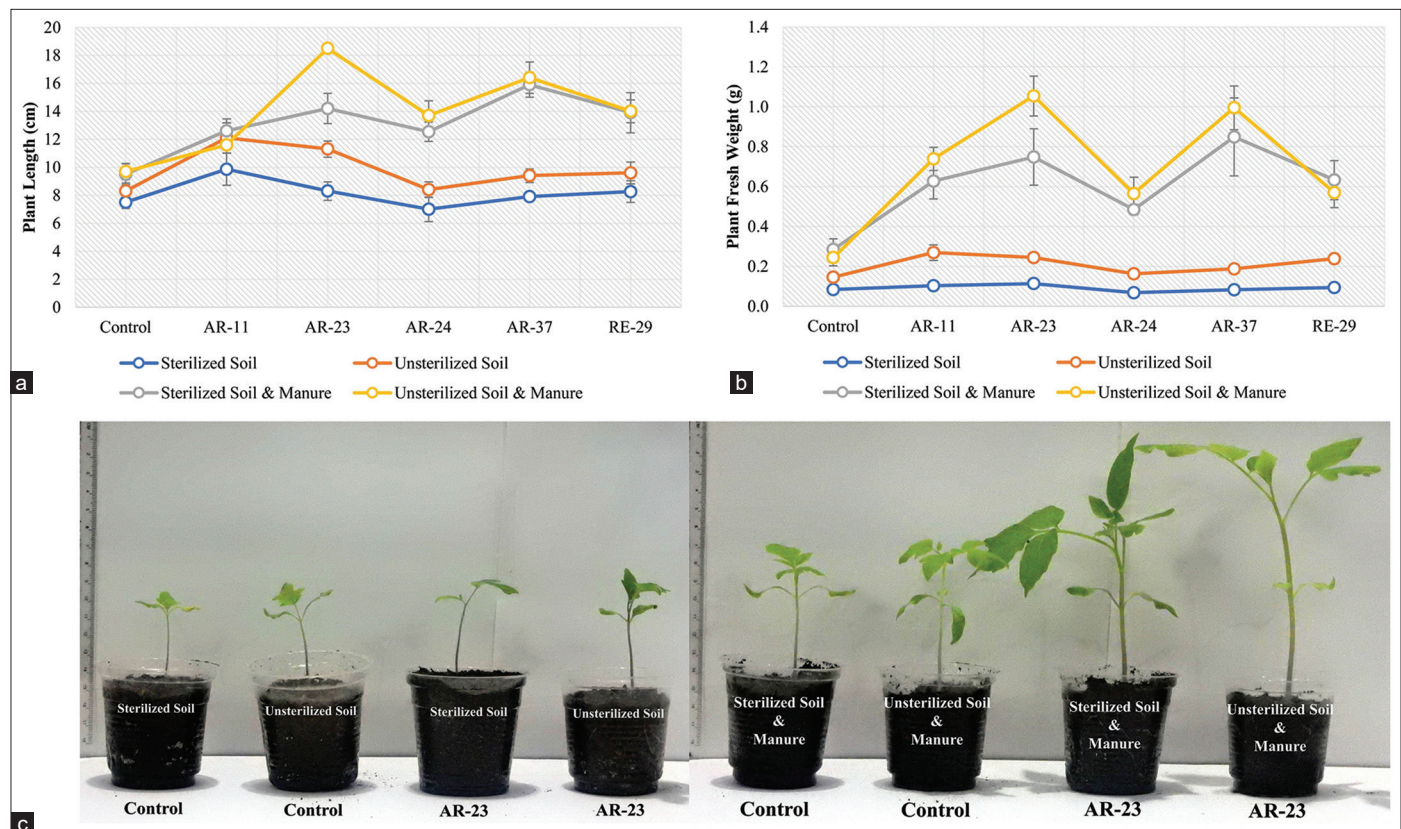 Plant Length (cm)
20
18
16
14
12
10
8
6
4
2
0
Control AR-11 AR-23 AR-24 AR-37 RE-29
Sterilized Soil Unsterilized Soil
Sterilized Soil & Manure Unsterilized Soil & Manure
a
Plant Fresh Weight (g)
1.4
1.2
1.0
0.8
0.6
0.4
0.2
0.0
Control AR-11 AR-23 AR-24 AR-37 RE-29
Sterilized Soil Unsterilized Soil
Sterilized Soil & Manure Unsterilized Soil & Manure
b
Sterilized Soil
Unsterilized Soil
Sterilized Soil
Unsterilized Soil
Sterilized Soil
&
Manure
Unsterilized Soil
&
Manure
Sterilized Soil
&
Manure
Unsterilized Soil
&
Manure
Control Control AR-23 AR-23
Control Control AR-23 AR-23
c